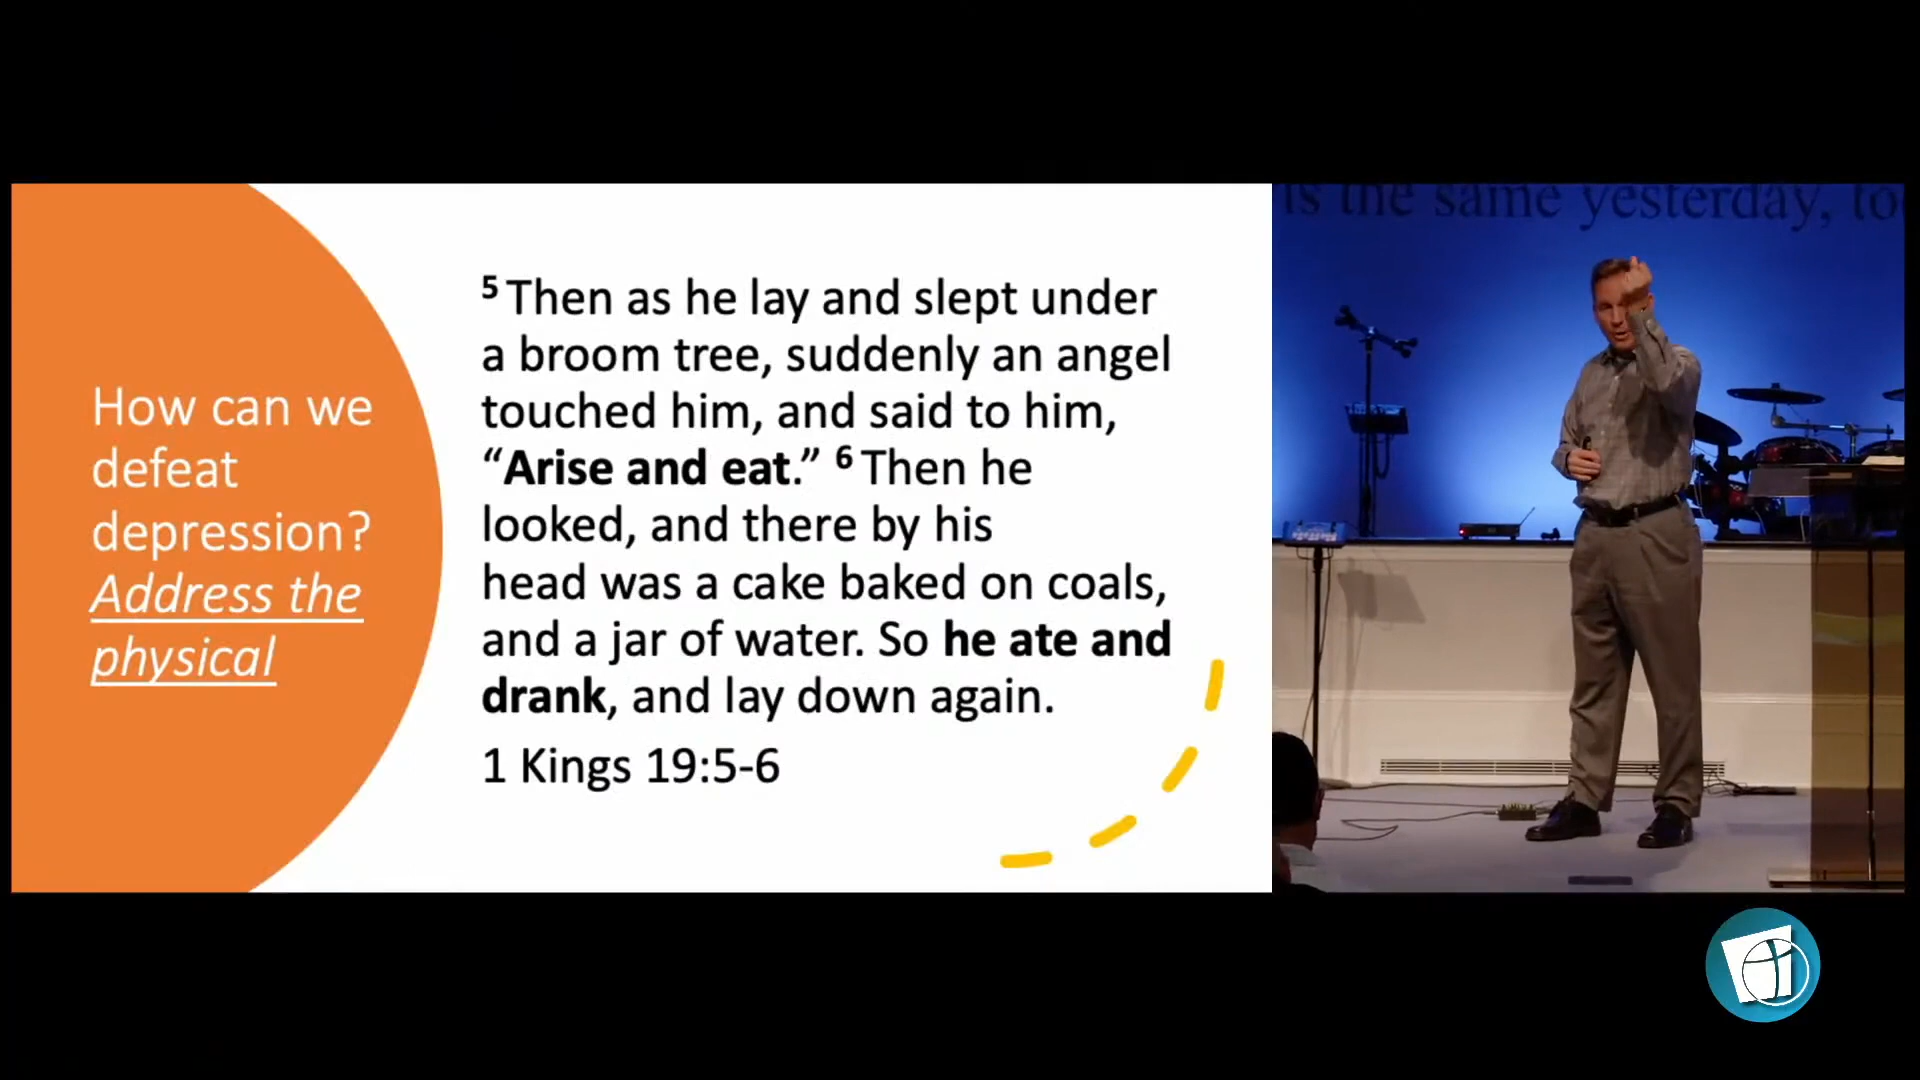 is the same yesterday,
How can we
defeat
depression?
Address the
physical
5 Then as he lay and slept under
a broom tree, suddenly an angel
touched him, and said to him,
“Arise and eat.” 6 Then he
looked, and there by his
head was a cake baked on coals,
and a jar of water. So he ate and
drank, and lay down again.
1 Kings 19:5-6